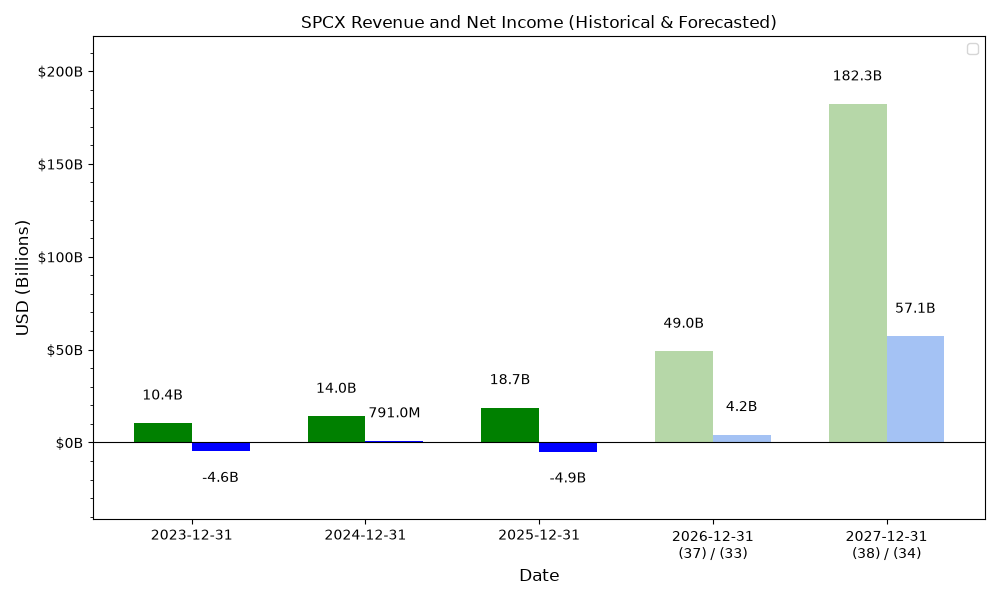 SPCX Revenue and Net Income (Historical & Forecasted)
USD (Billions)
$200B
$150B
$100B
$50B
$0B
10.4B
-4.6B
14.0B
791.0M
18.7B
-4.9B
49.0B
4.2B
182.3B
57.1B
2023-12-31
2024-12-31
2025-12-31
2026-12-31
(37) / (33)
2027-12-31
(38) / (34)
Date